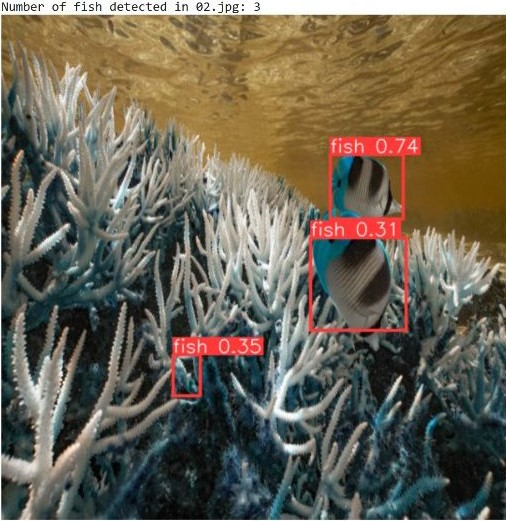 Number of fish detected in 02.jpg: 3
fish 0.74
fish 0.31
fish 0.35